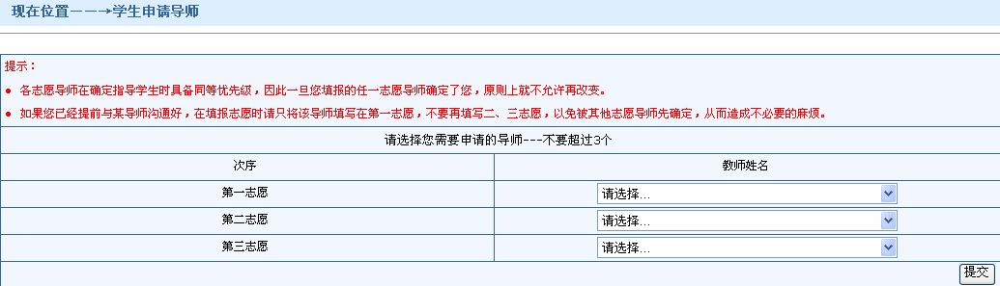 现在位置－－→学生申请导师
提示：
● 各志愿导师在确定指导学生时具备同等优先级，因此一旦您填报的任一志愿导师确定了您，原则上就不允许再改变。
● 如果您已经提前与某导师沟通好，在填报志愿时请只将该导师填写在第一志愿，不要再填写二、三志愿，以免被其他志愿导师先确定，从而造成不必要的麻烦。
请选择您需要申请的导师---不要超过3个
次序 教师姓名
第一志愿 请选择...
第二志愿 请选择...
第三志愿 请选择...
提交